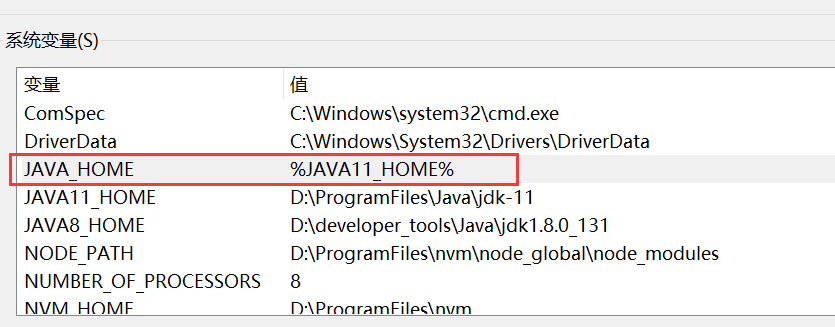 系统变量(S)
变量 值
ComSpec C:\Windows\system32\cmd.exe
DriverData C:\Windows\System32\Drivers\DriverData
JAVA_HOME %JAVA11_HOME%
JAVA11_HOME D:\ProgramFiles\Java\jdk-11
JAVA8_HOME D:\developer_tools\Java\jdk1.8.0_131
NODE_PATH D:\ProgramFiles\nvm\node_global\node_modules
NUMBER_OF_PROCESSORS 8
NVM_HOME D:\ProgramFiles\nvm